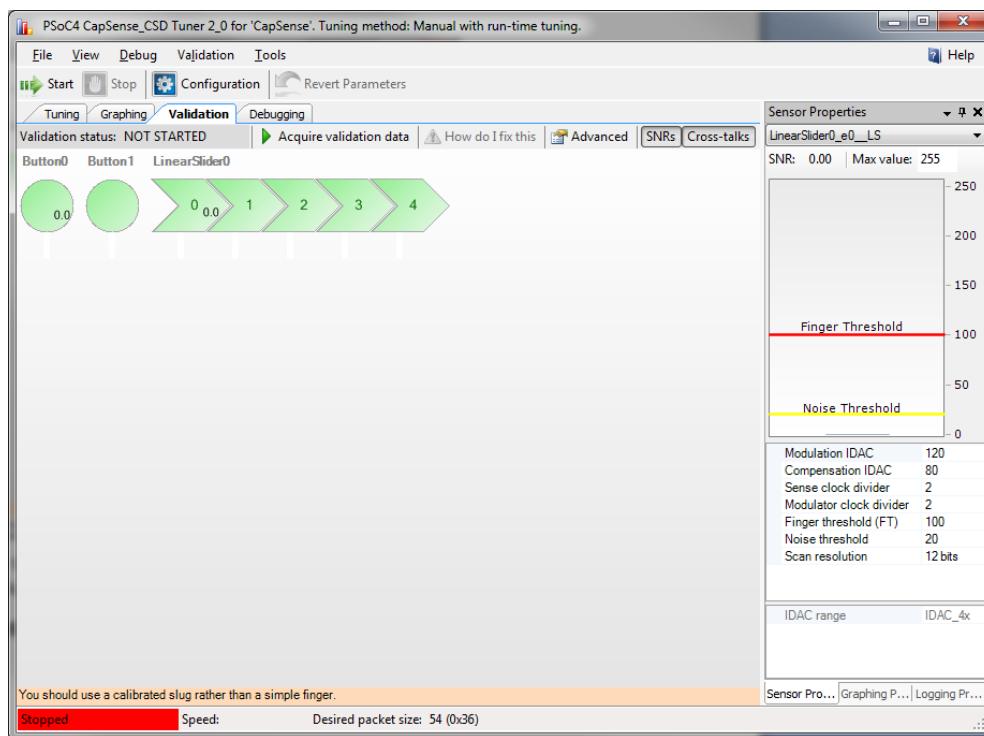 PSoC4 CapSense_CSD Tuner 2_0 for 'CapSense'. Tuning method: Manual with run-time tuning.
File View Debug Validation Tools Help
Start Stop Configuration Revert Parameters
Tuning Graphing Validation Debugging
Validation status: NOT STARTED Acquire validation data How do I fix this Advanced SNRs Cross-talks
Button0 Button1 LinearSlider0
0.0 0 0.0 1 2 3 4
Sensor Properties
LinearSlider0_e0__LS
SNR: 0.00 Max value: 255
250
200
150
Finger Threshold
100
50
Noise Threshold
0
Modulation IDAC 120
Compensation IDAC 80
Sense clock divider 2
Modulator clock divider 2
Finger threshold (FT) 100
Noise threshold 20
Scan resolution 12 bits
IDAC range IDAC_4x
Sensor Pro... Graphing P... Logging Pr...
You should use a calibrated slug rather than a simple finger.
Stopped Speed: Desired packet size: 54 (0x36)